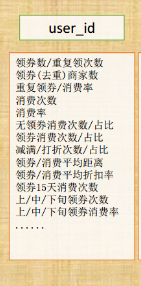 user_id
领券数/重复领次数
领券(去重)商家数
重复领券/消费率
消费次数
消费率
无领券消费次数/占比
领券消费次数/占比
减满/打折次数/占比
领券/消费平均距离
领券/消费平均折扣率
领券15天消费次数
上/中/下旬领券次数
上/中/下旬领券消费率
......